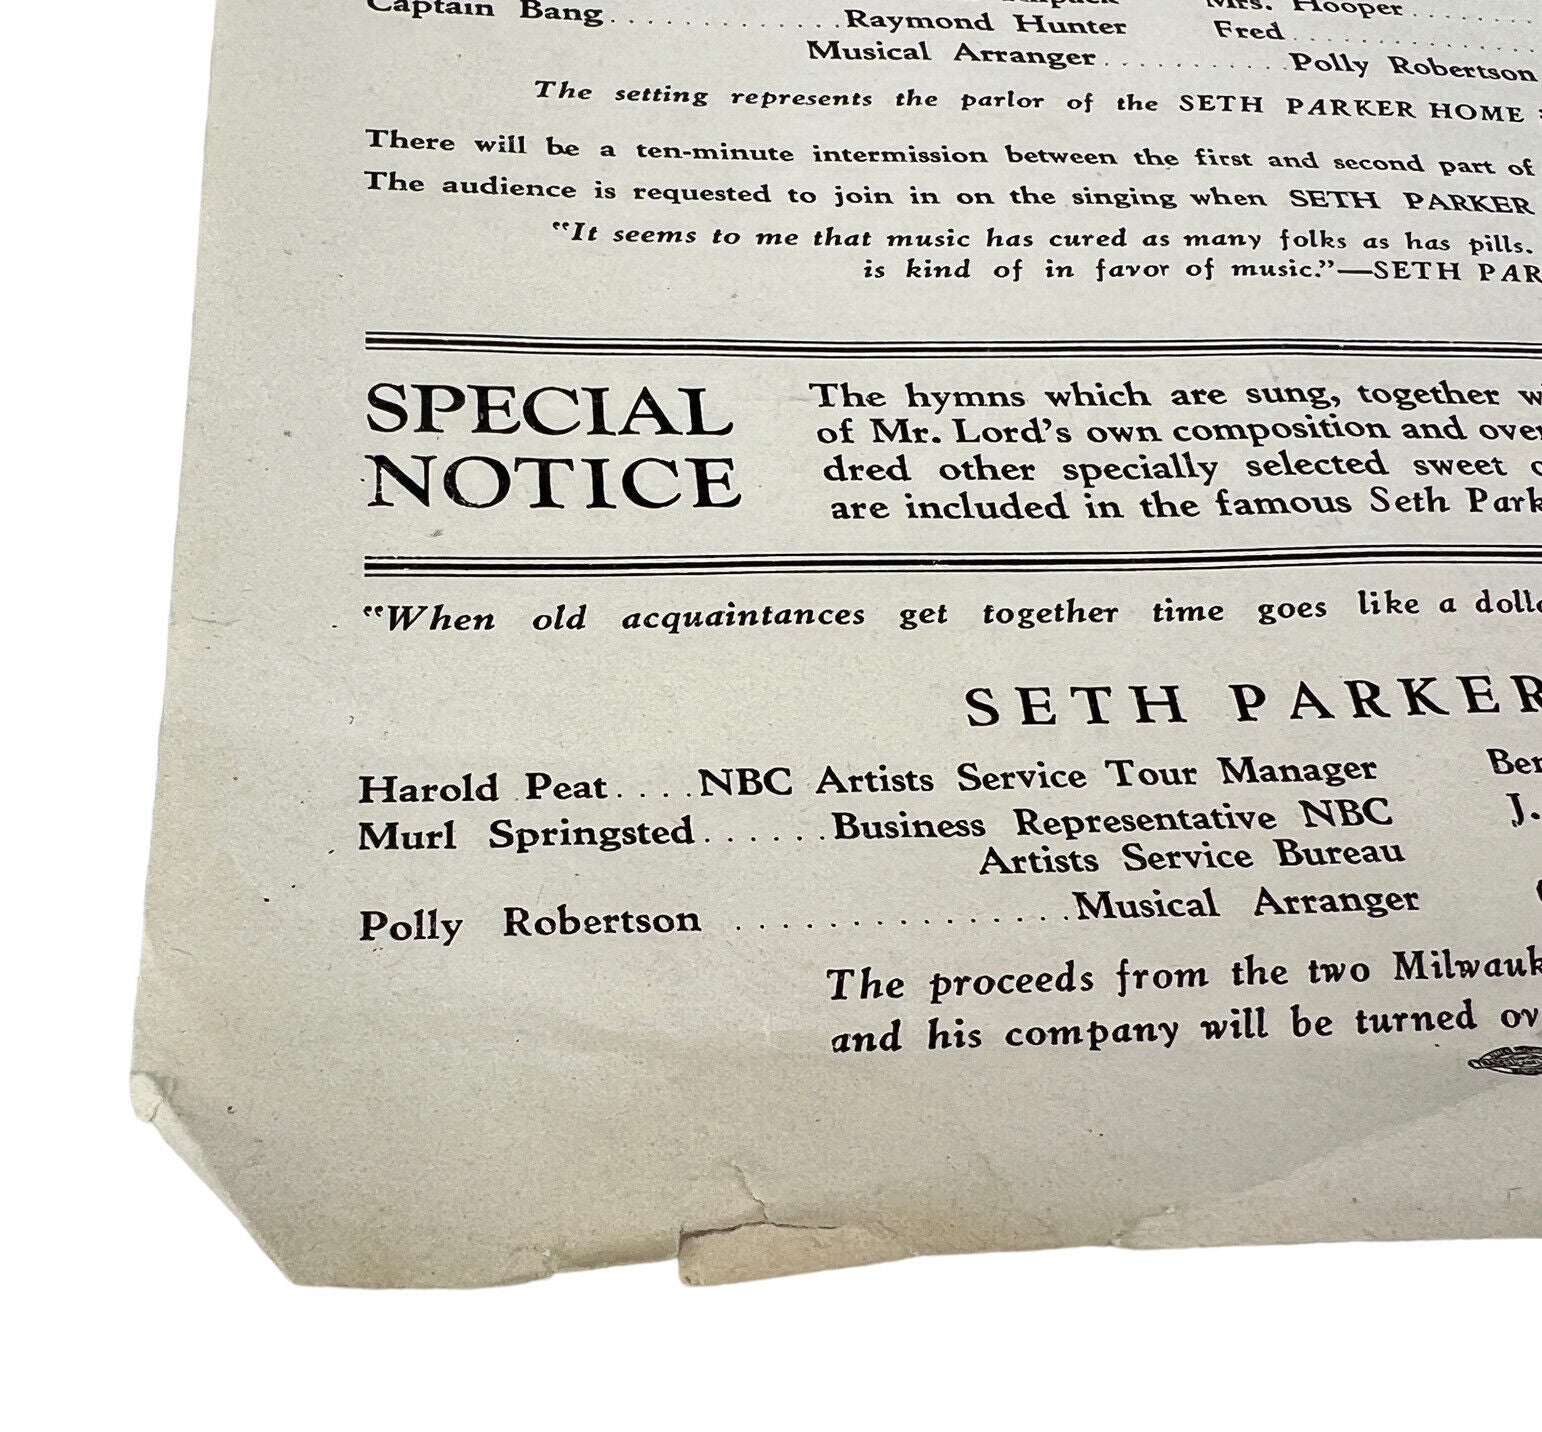 Captain Bang. . . . . . . . . . . . .Raymond Hunter Mrs. Hooper. . . . . . .
Fred. . . . . . . . . . . . . .
Musical Arranger. . . . . . . . . . .Polly Robertson
The setting represents the parlor of the SETH PARKER HOME
There will be a ten-minute intermission between the first and second part of
The audience is requested to join in on the singing when SETH PARKER
"It seems to me that music has cured as many folks as has pills.
is kind of in favor of music."—SETH PAR
SPECIAL
NOTICE
The hymns which are sung, together w
of Mr. Lord's own composition and over
dred other specially selected sweet
are included in the famous Seth Park
"When old acquaintances get together time goes like a doll
SETH PARKER
Harold Peat. . . .NBC Artists Service Tour Manager Ber
Murl Springsted. . . . . .Business Representative NBC J.
Artists Service Bureau
Polly Robertson . . . . . . . . . . . . . . .Musical Arranger
The proceeds from the two Milwauk
and his company will be turned ov